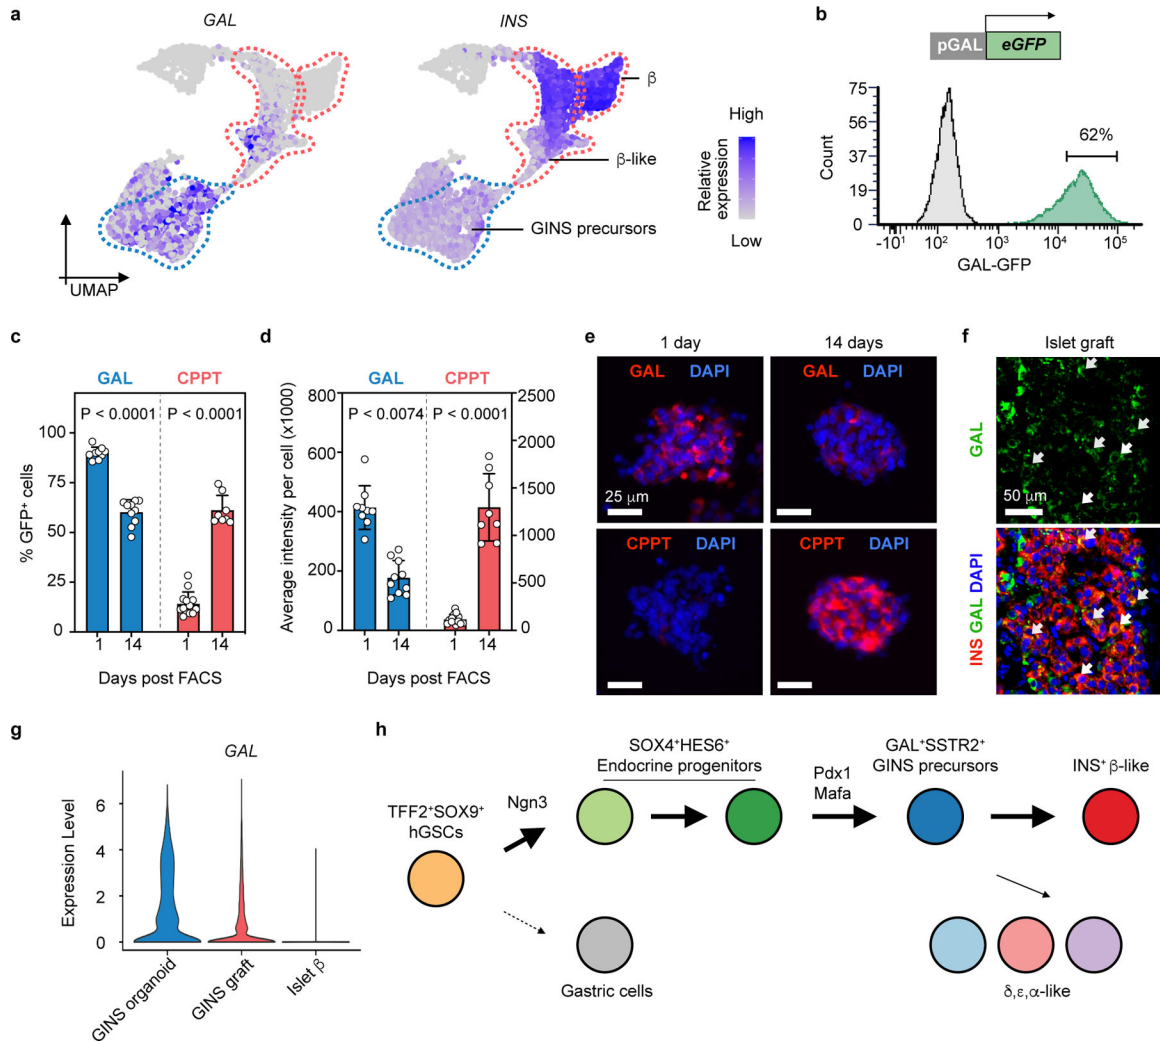 a
GAL
INS
β
β-like
GINS precursors
High
Relative
expression
Low
UMAP
b
pGAL
eGFP
75
56
37
19
0
Count
62%
-10¹
0
10²
10³
10⁴
10⁵
GAL-GFP
c
GAL
CPPT
P < 0.0001
P < 0.0001
100
75
50
25
0
% GFP⁺ cells
1
14
1
14
Days post FACS
d
GAL
CPPT
P < 0.0074
P < 0.0001
800
600
400
200
0
Average intensity per cell (x1000)
2500
2000
1500
1000
500
0
1
14
1
14
Days post FACS
e
1 day
14 days
GAL DAPI
GAL DAPI
25 μm
CPPT DAPI
CPPT DAPI
f
Islet graft
GAL
50 μm
INS GAL DAPI
g
GAL
Expression Level
6
4
2
0
GINS organoid
GINS graft
Islet β
h
TFF2⁺SOX9⁺
hGSCs
Ngn3
SOX4⁺HES6⁺
Endocrine progenitors
Pdx1
Mafa
GAL⁺SSTR2⁺
GINS precursors
INS⁺ β-like
Gastric cells
δ,ε,α-like